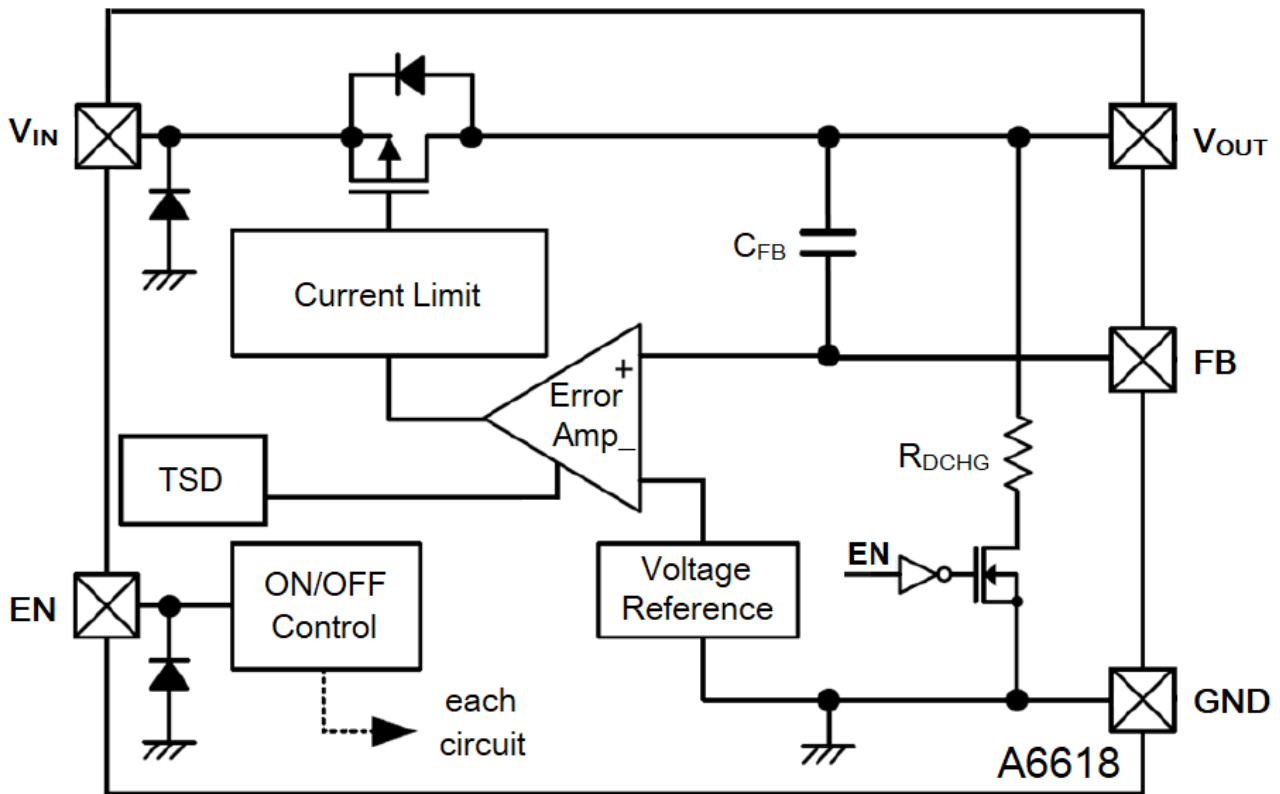 VIN
VOUT
CFB
Current Limit
FB
+
Error
Amp_
RDCHG
TSD
EN
ON/OFF
Control
Voltage
Reference
EN
each
circuit
GND
A6618